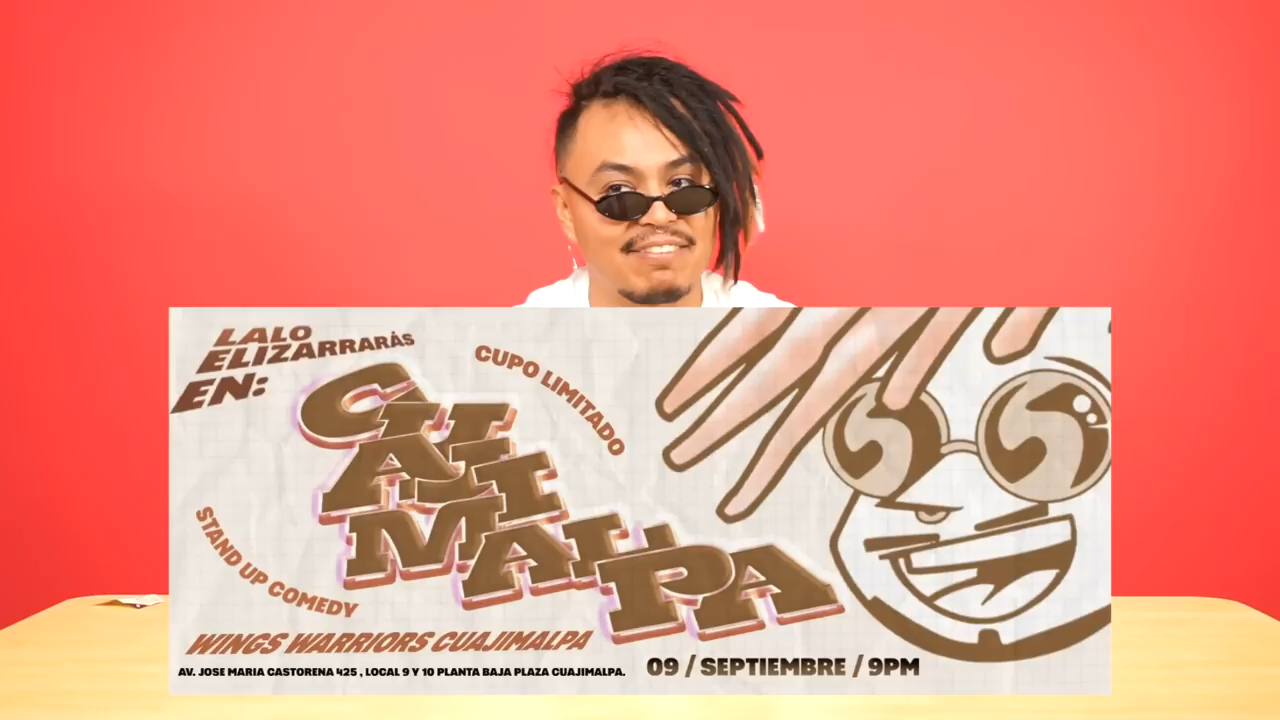 LALO
ELIZARRARÁS
EN:
CUPO LIMITADO
CUAJIMALPA
STAND UP COMEDY
WINGS WARRIORS CUAJIMALPA
AV. JOSE MARIA CASTORENA 425 , LOCAL 9 Y 10 PLANTA BAJA PLAZA CUAJIMALPA.
09 / SEPTIEMBRE / 9PM